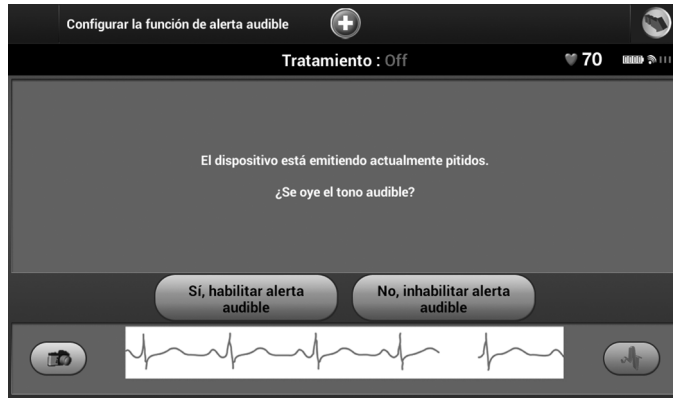 Configurar la función de alerta audible
Tratamiento : Off
70
El dispositivo está emitiendo actualmente pitidos.
¿Se oye el tono audible?
Sí, habilitar alerta
audible
No, inhabilitar alerta
audible